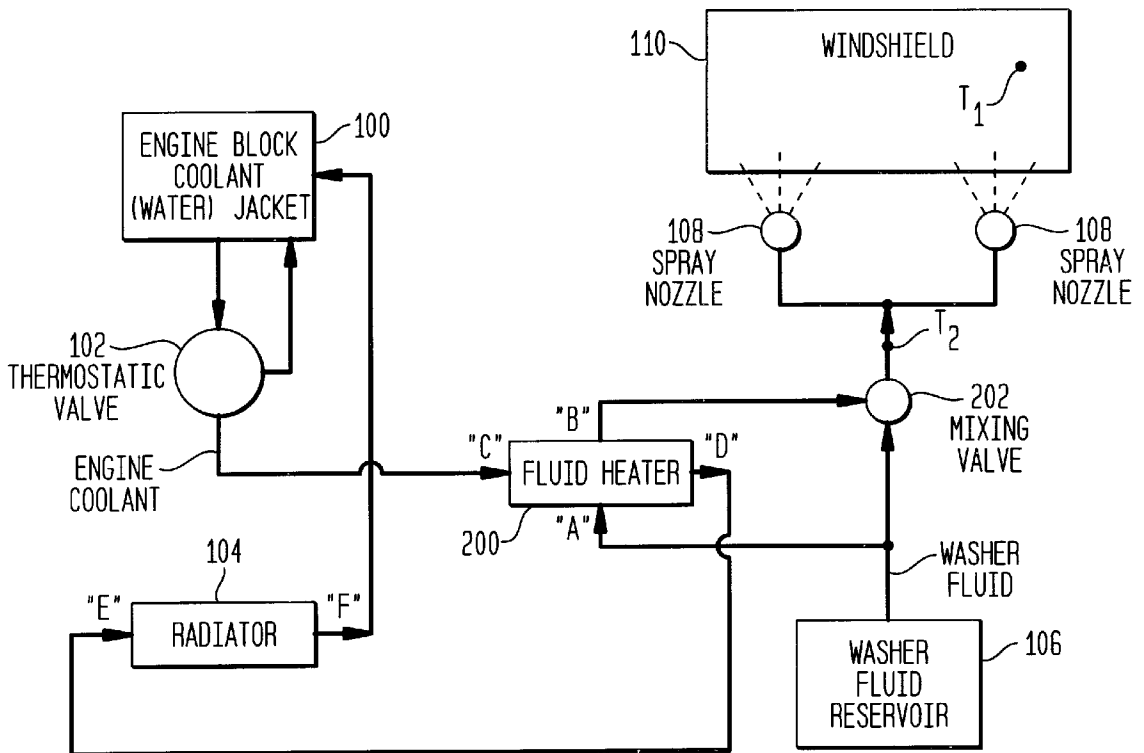 110
WINDSHIELD
T1
100
ENGINE BLOCK
COOLANT
(WATER) JACKET
108
SPRAY
NOZZLE
108
SPRAY
NOZZLE
102
THERMOSTATIC
VALVE
T2
202
MIXING
VALVE
"B"
"C"
"D"
FLUID HEATER
ENGINE
COOLANT
200
"A"
104
WASHER
FLUID
"E"
"F"
RADIATOR
106
WASHER
FLUID
RESERVOIR